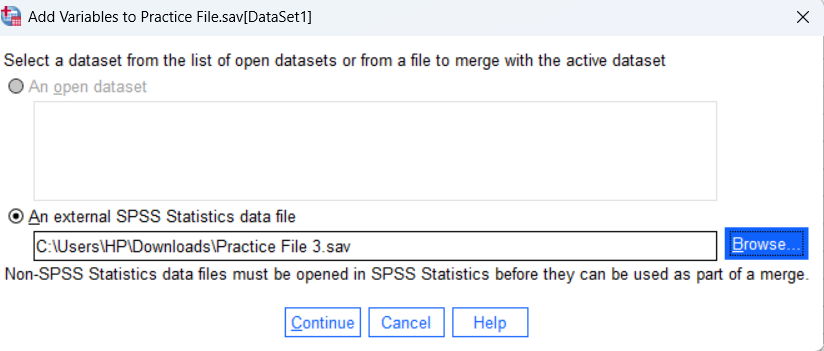 Add Variables to Practice File.sav[DataSet1]
Select a dataset from the list of open datasets or from a file to merge with the active dataset
An open dataset
An external SPSS Statistics data file
C:\Users\HP\Downloads\Practice File 3.sav
Browse...
Non-SPSS Statistics data files must be opened in SPSS Statistics before they can be used as part of a merge.
Continue Cancel Help